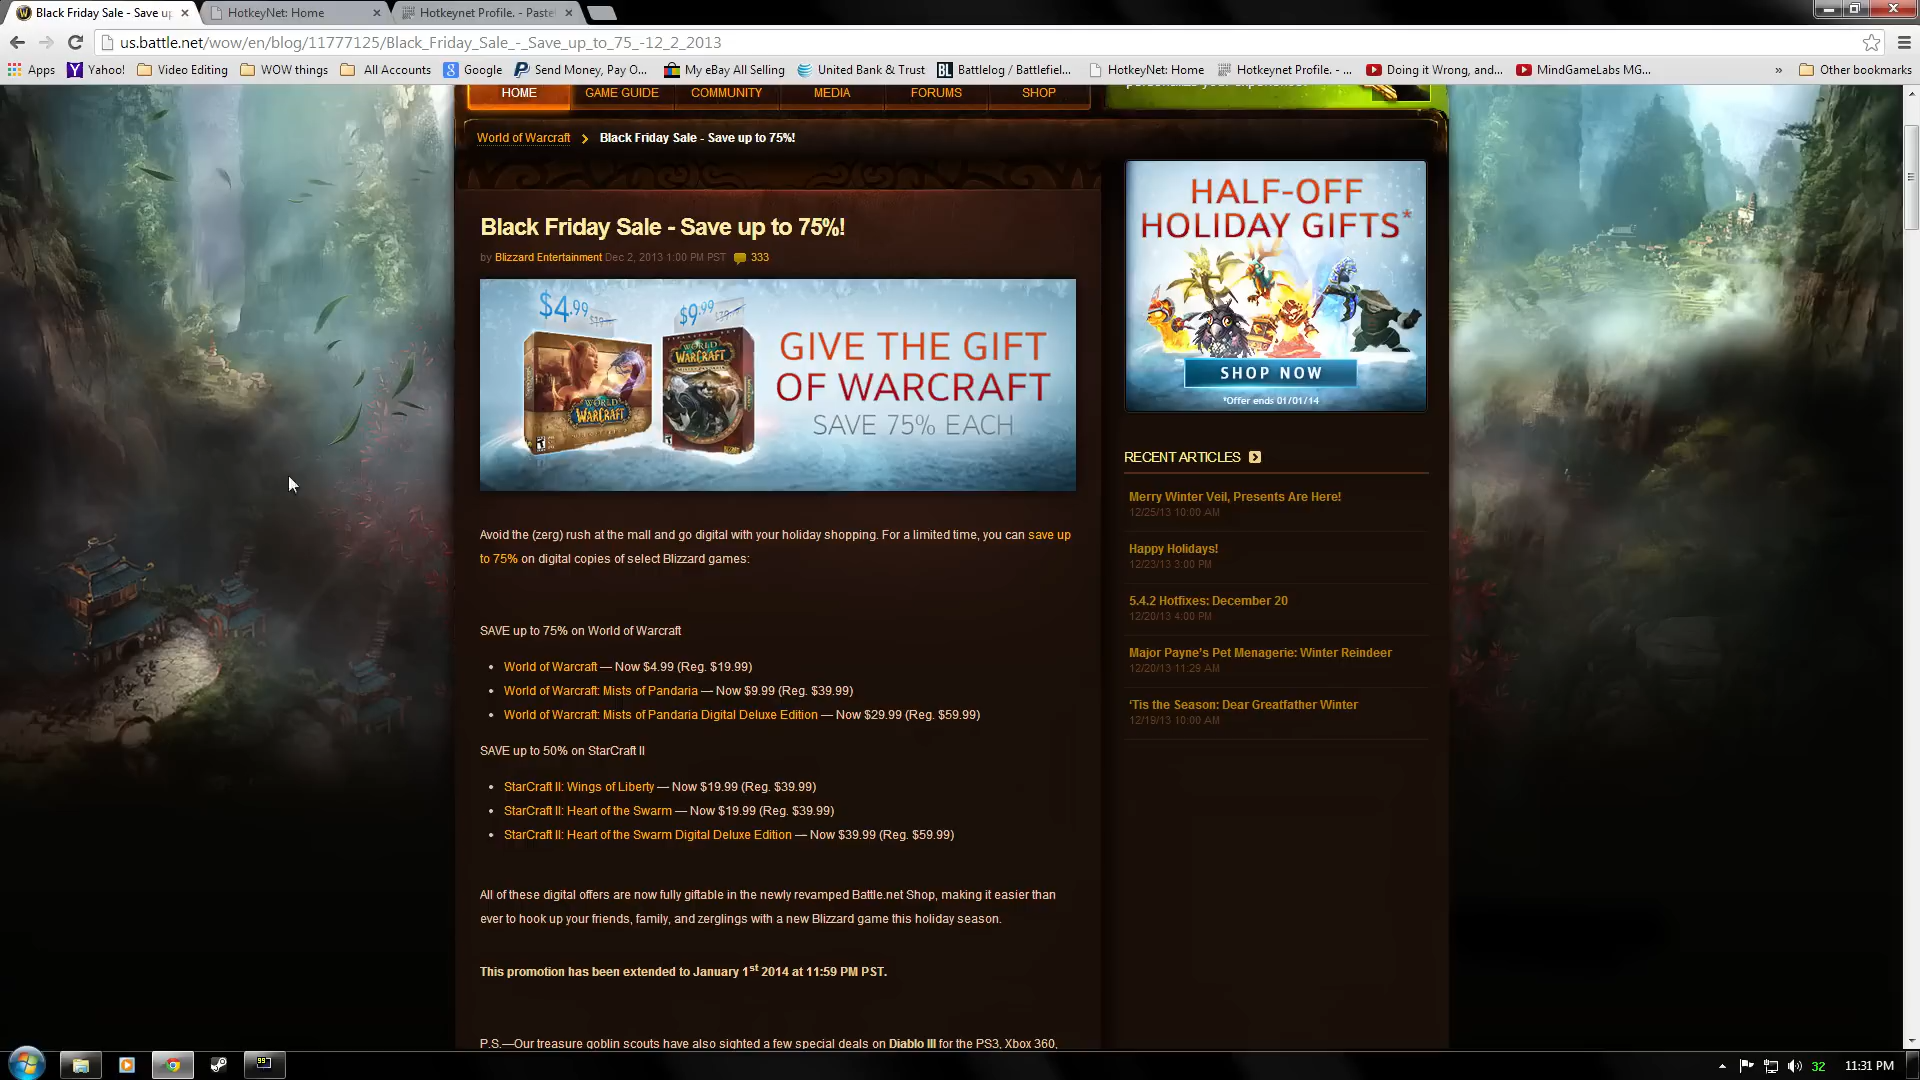 Black Friday Sale - Save up
HotkeyNet: Home
Hotkeynet Profile. - Paste
us.battle.net/wow/en/blog/11777125/Black_Friday_Sale_-_Save_up_to_75_-12_2_2013
Apps
Yahoo!
Video Editing
WOW things
All Accounts
Google
Send Money, Pay O...
My eBay All Selling
United Bank & Trust
Battlelog / Battlefiel...
HotkeyNet: Home
Hotkeynet Profile. - ...
Doing it Wrong, and...
MindGameLabs MG...
»
Other bookmarks
HOME
GAME GUIDE
COMMUNITY
MEDIA
FORUMS
SHOP
World of Warcraft
Black Friday Sale - Save up to 75%!
Black Friday Sale - Save up to 75%!
by Blizzard Entertainment Dec 2, 2013 1:00 PM PST 333
$4.99
$9.99
WORLD OF WARCRAFT
WORLD OF WARCRAFT
GIVE THE GIFT
OF WARCRAFT
SAVE 75% EACH
Avoid the (zerg) rush at the mall and go digital with your holiday shopping. For a limited time, you can save up
to 75% on digital copies of select Blizzard games:
SAVE up to 75% on World of Warcraft
• World of Warcraft — Now $4.99 (Reg. $19.99)
• World of Warcraft: Mists of Pandaria — Now $9.99 (Reg. $39.99)
• World of Warcraft: Mists of Pandaria Digital Deluxe Edition — Now $29.99 (Reg. $59.99)
SAVE up to 50% on StarCraft II
• StarCraft II: Wings of Liberty — Now $19.99 (Reg. $39.99)
• StarCraft II: Heart of the Swarm — Now $19.99 (Reg. $39.99)
• StarCraft II: Heart of the Swarm Digital Deluxe Edition — Now $39.99 (Reg. $59.99)
All of these digital offers are now fully giftable in the newly revamped Battle.net Shop, making it easier than
ever to hook up your friends, family, and zerglings with a new Blizzard game this holiday season.
This promotion has been extended to January 1st 2014 at 11:59 PM PST.
P.S.—Our treasure goblin scouts have also sighted a few special deals on Diablo III for the PS3, Xbox 360,
HALF-OFF
HOLIDAY GIFTS*
SHOP NOW
*Offer ends 01/01/14
RECENT ARTICLES
Merry Winter Veil, Presents Are Here!
12/25/13 10:00 AM
Happy Holidays!
12/23/13 3:00 PM
5.4.2 Hotfixes: December 20
12/20/13 4:00 PM
Major Payne's Pet Menagerie: Winter Reindeer
12/20/13 11:29 AM
‘Tis the Season: Dear Greatfather Winter
12/19/13 10:00 AM
32
11:31 PM